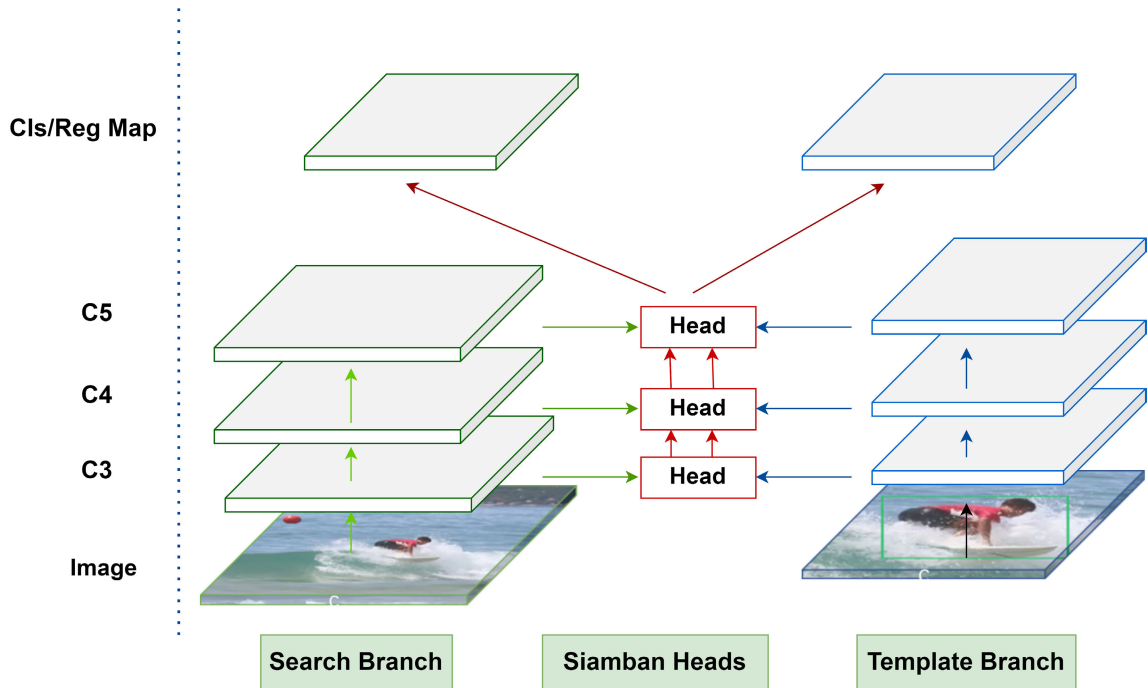 Cls/Reg Map
C5
Head
C4
Head
C3
Head
Image
C
C
Search Branch
Siamban Heads
Template Branch